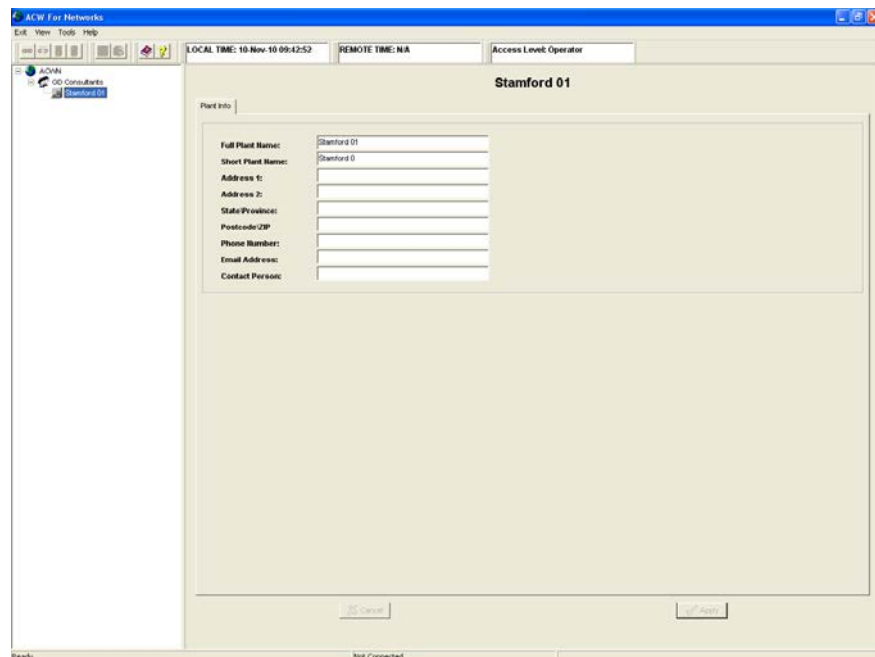 ACW For Networks
Exit View Tools Help
LOCAL TIME: 10-Nov-10 09:42:52 REMOTE TIME: N/A Access Level: Operator
ACWN
GD Consultants
Stamford 01
Stamford 01
Plant Info
Full Plant Name: Stamford 01
Short Plant Name: Stamford 0
Address 1:
Address 2:
State\Province:
Postcode\ZIP
Phone Number:
Email Address:
Contact Person:
Cancel Apply
Ready Not Connected